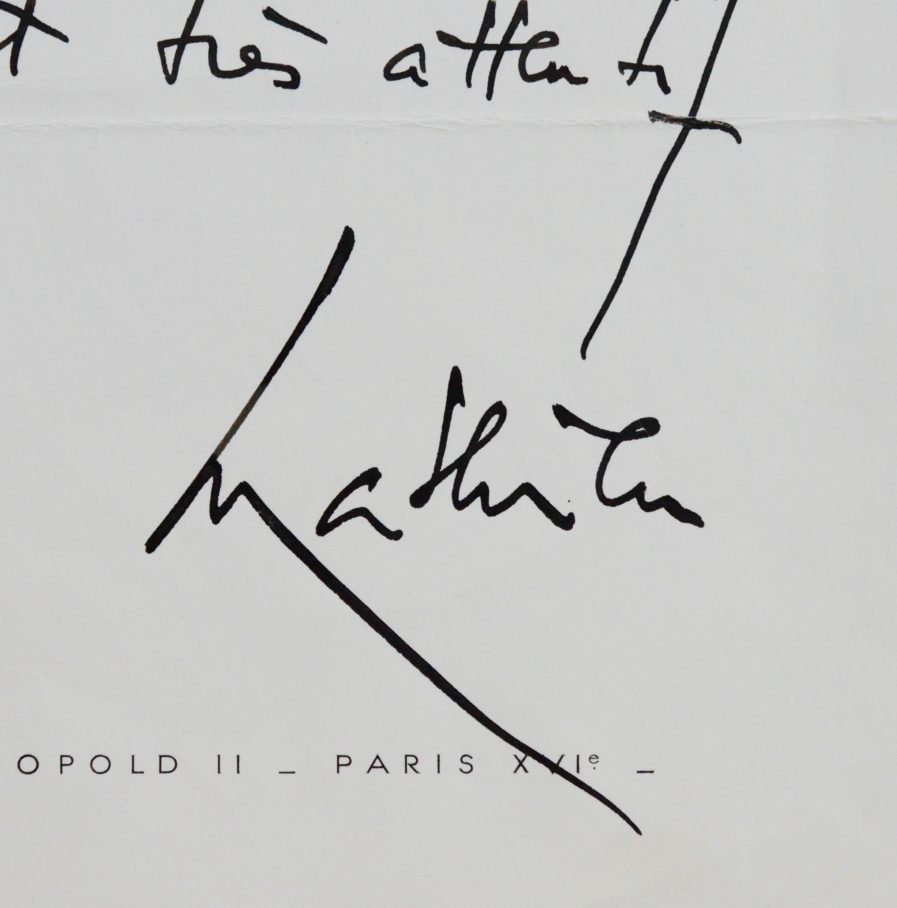 très attentif
Mathieu
OPOLD II _ PARIS XVIe _